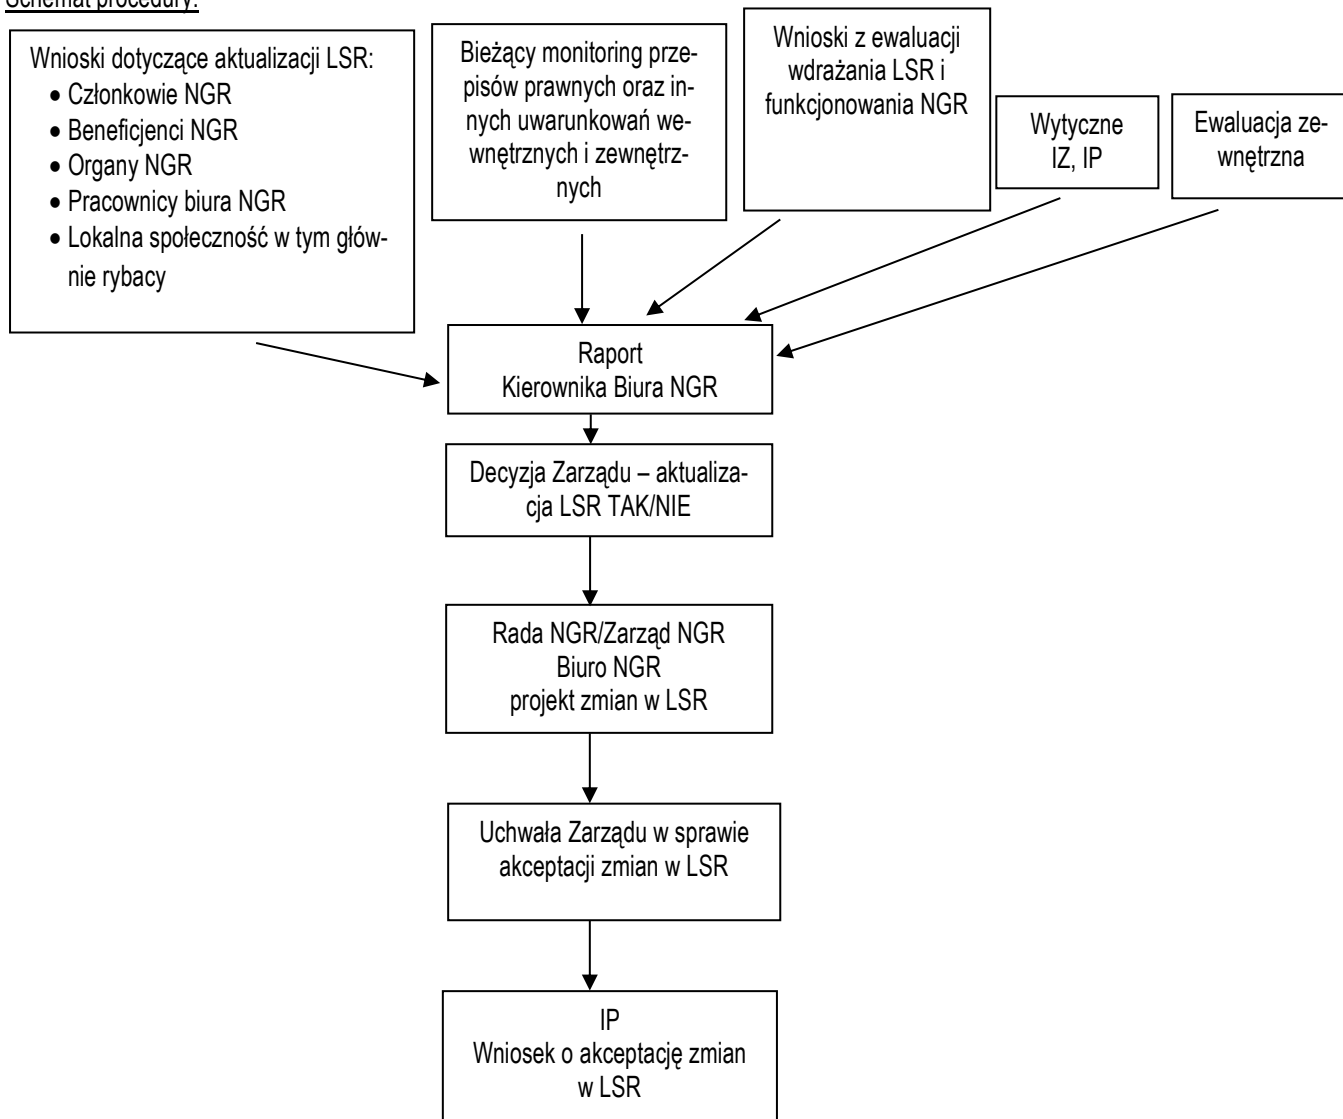 Schemat procedury:
Wnioski dotyczące aktualizacji LSR:
• Członkowie NGR
• Beneficjenci NGR
• Organy NGR
• Pracownicy biura NGR
• Lokalna społeczność w tym głów-
nie rybacy
Bieżący monitoring prze-
pisów prawnych oraz in-
nych uwarunkowań we-
wnętrznych i zewnętrz-
nych
Wnioski z ewaluacji
wdrażania LSR i
funkcjonowania NGR
Wytyczne
IZ, IP
Ewaluacja ze-
wnętrzna
Raport
Kierownika Biura NGR
Decyzja Zarządu – aktualiza-
cja LSR TAK/NIE
Rada NGR/Zarząd NGR
Biuro NGR
projekt zmian w LSR
Uchwała Zarządu w sprawie
akceptacji zmian w LSR
IP
Wniosek o akceptację zmian
w LSR